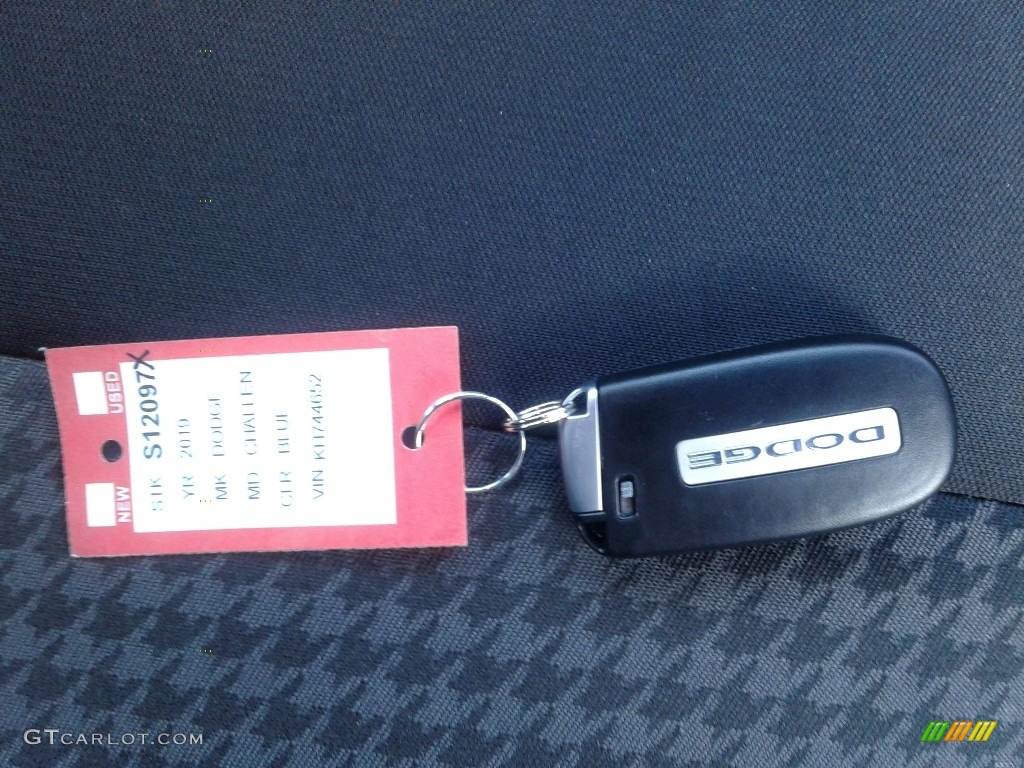 USED
NEW
STK S12097X
YR 2019
MK DODGE
MD CHALLEN
CLR BLUE
VIN KH744652
DODGE
GTCARLOT.COM